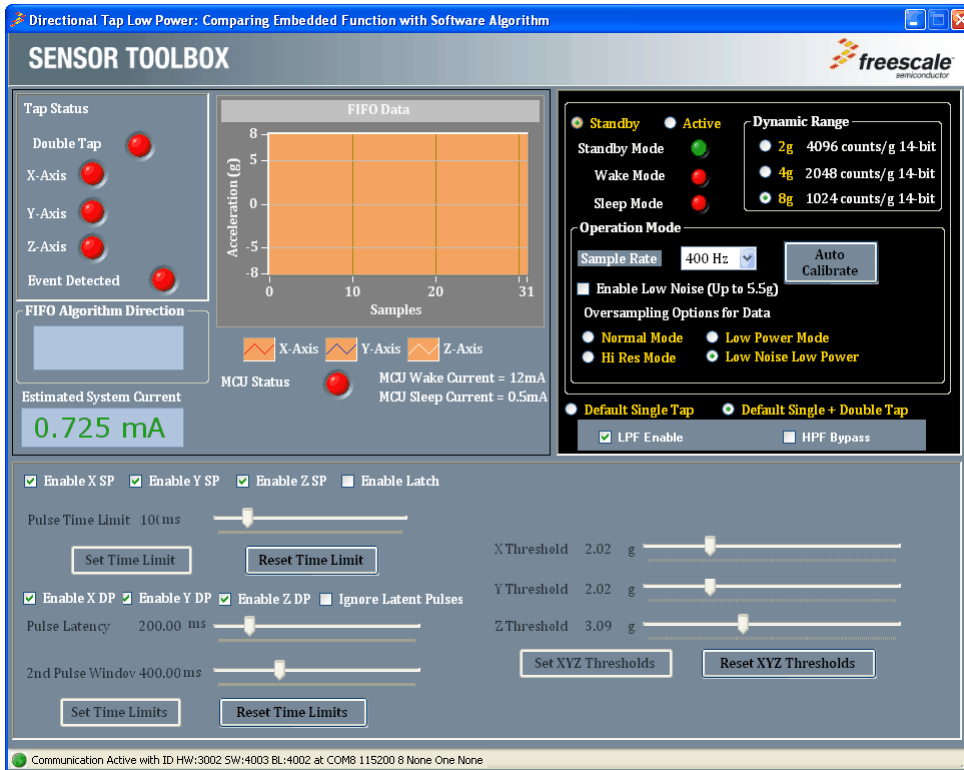 Directional Tap Low Power: Comparing Embedded Function with Software Algorithm
SENSOR TOOLBOX
freescale
semiconductor
Tap Status
Double Tap
X-Axis
Y-Axis
Z-Axis
Event Detected
FIFO Algorithm Direction
Estimated System Current
0.725 mA
FIFO Data
Acceleration (g)
8
5
0
-5
-8
0 10 20 31
Samples
X-Axis Y-Axis Z-Axis
MCU Status
MCU Wake Current = 12mA
MCU Sleep Current = 0.5mA
Standby Active
Standby Mode
Wake Mode
Sleep Mode
Dynamic Range
2g 4096 counts/g 14-bit
4g 2048 counts/g 14-bit
8g 1024 counts/g 14-bit
Operation Mode
Sample Rate 400 Hz
Auto
Calibrate
Enable Low Noise (Up to 5.5g)
Oversampling Options for Data
Normal Mode Low Power Mode
Hi Res Mode Low Noise Low Power
Default Single Tap Default Single + Double Tap
LPF Enable HPF Bypass
Enable X SP Enable Y SP Enable Z SP Enable Latch
Pulse Time Limit ms
Set Time Limit Reset Time Limit
Enable X DP Enable Y DP Enable Z DP Ignore Latent Pulses
Pulse Latency 200.00 ms
2nd Pulse Window 400.00 ms
Set Time Limits Reset Time Limits
X Threshold 2.02 g
Y Threshold 2.02 g
Z Threshold 3.09 g
Set XYZ Thresholds Reset XYZ Thresholds
Communication Active with ID HW:3002 SW:4003 BL:4002 at COM8 115200 8 None One None